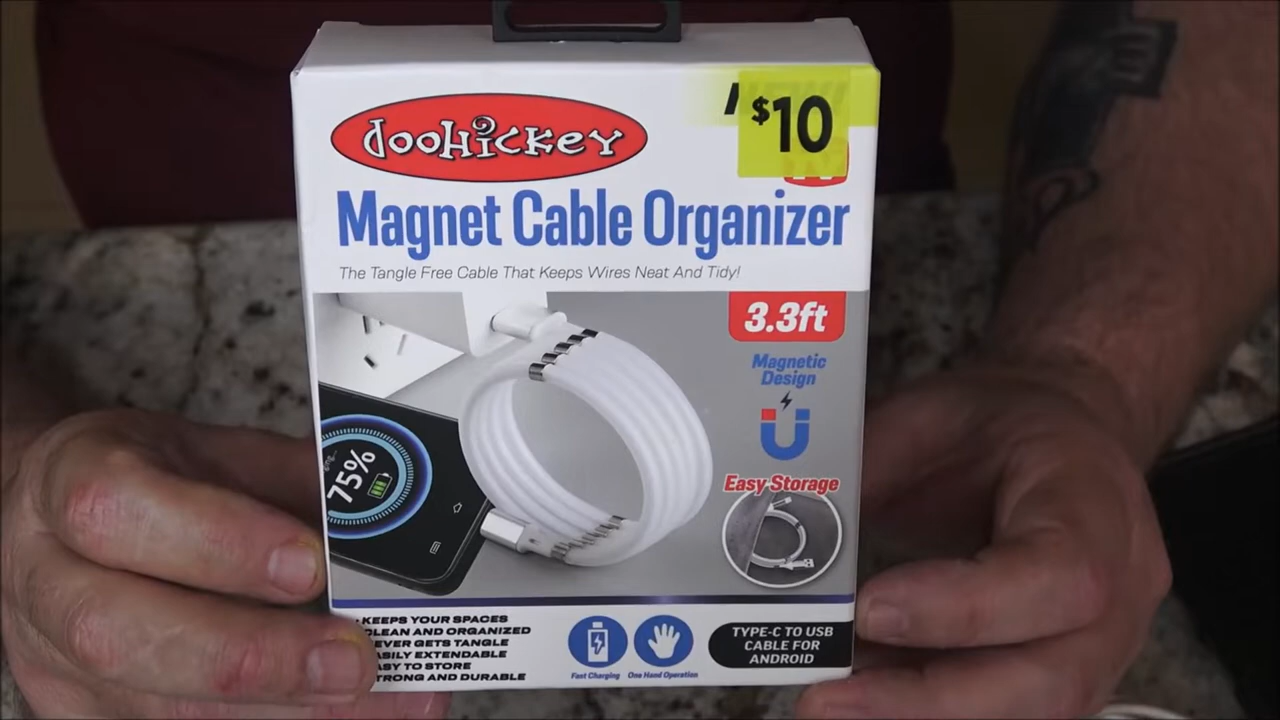 $10
dooHickey
Magnet Cable Organizer
The Tangle Free Cable That Keeps Wires Neat And Tidy!
3.3ft
Magnetic
Design
75%
Easy Storage
KEEPS YOUR SPACES
CLEAN AND ORGANIZED
EVER GETS TANGLE
ASILY EXTENDABLE
ASY TO STORE
TRONG AND DURABLE
Fast Charging
One Hand Operation
TYPE-C TO USB
CABLE FOR
ANDROID